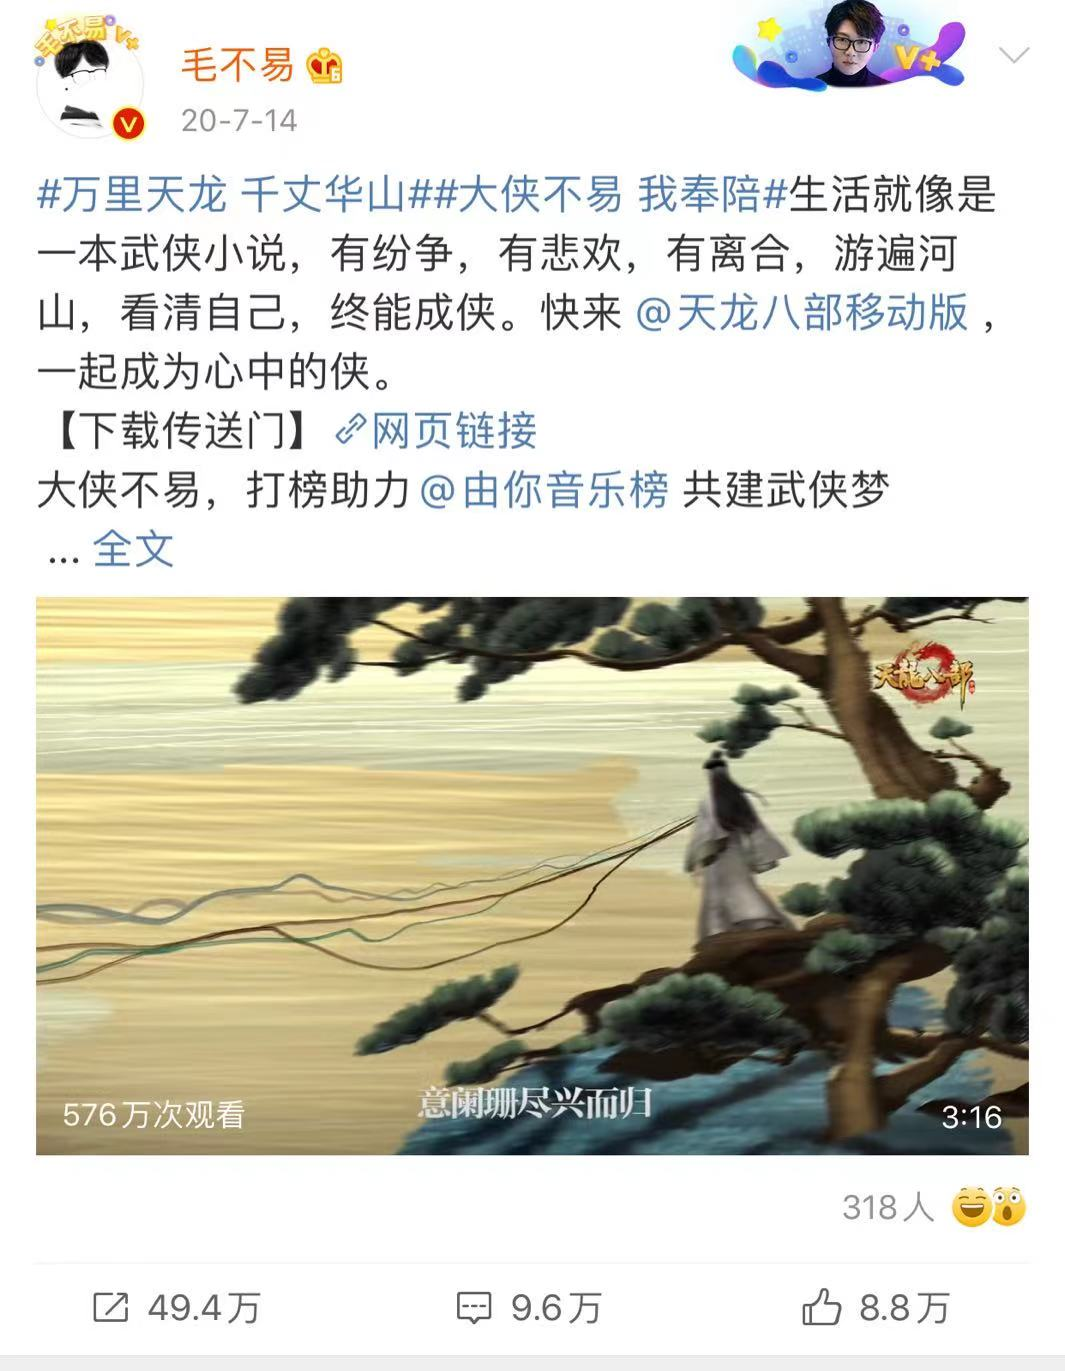 毛不易 V+
毛不易 6
V
V+
20-7-14
#万里天龙 千丈华山##大侠不易 我奉陪#生活就像是
一本武侠小说，有纷争，有悲欢，有离合，游遍河
山，看清自己，终能成侠。快来 @天龙八部移动版，
一起成为心中的侠。
【下载传送门】网页链接
大侠不易，打榜助力@由你音乐榜 共建武侠梦
... 全文
天龍八部
意阑珊尽兴而归
576万次观看
3:16
318人
49.4万
9.6万
8.8万